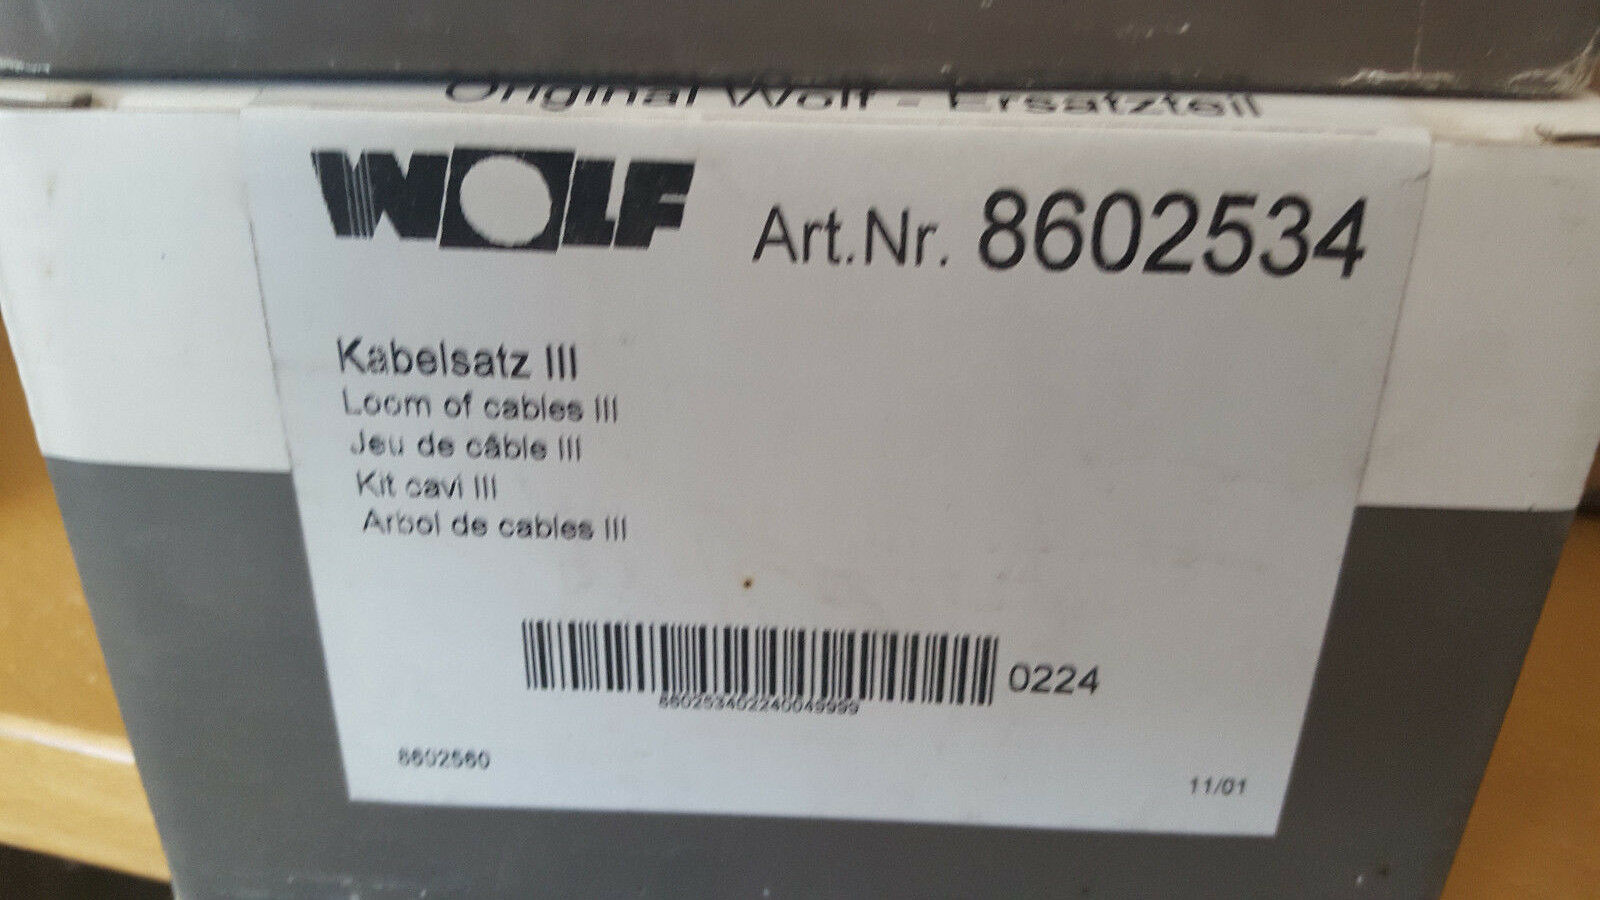 Original Wolf - Ersatzteil
WOLF
Art.Nr. 8602534
Kabelsatz III
Loom of cables III
Jeu de câble III
Kit cavi III
Arbol de cables III
0224
860253402240049999
8602560
11/01